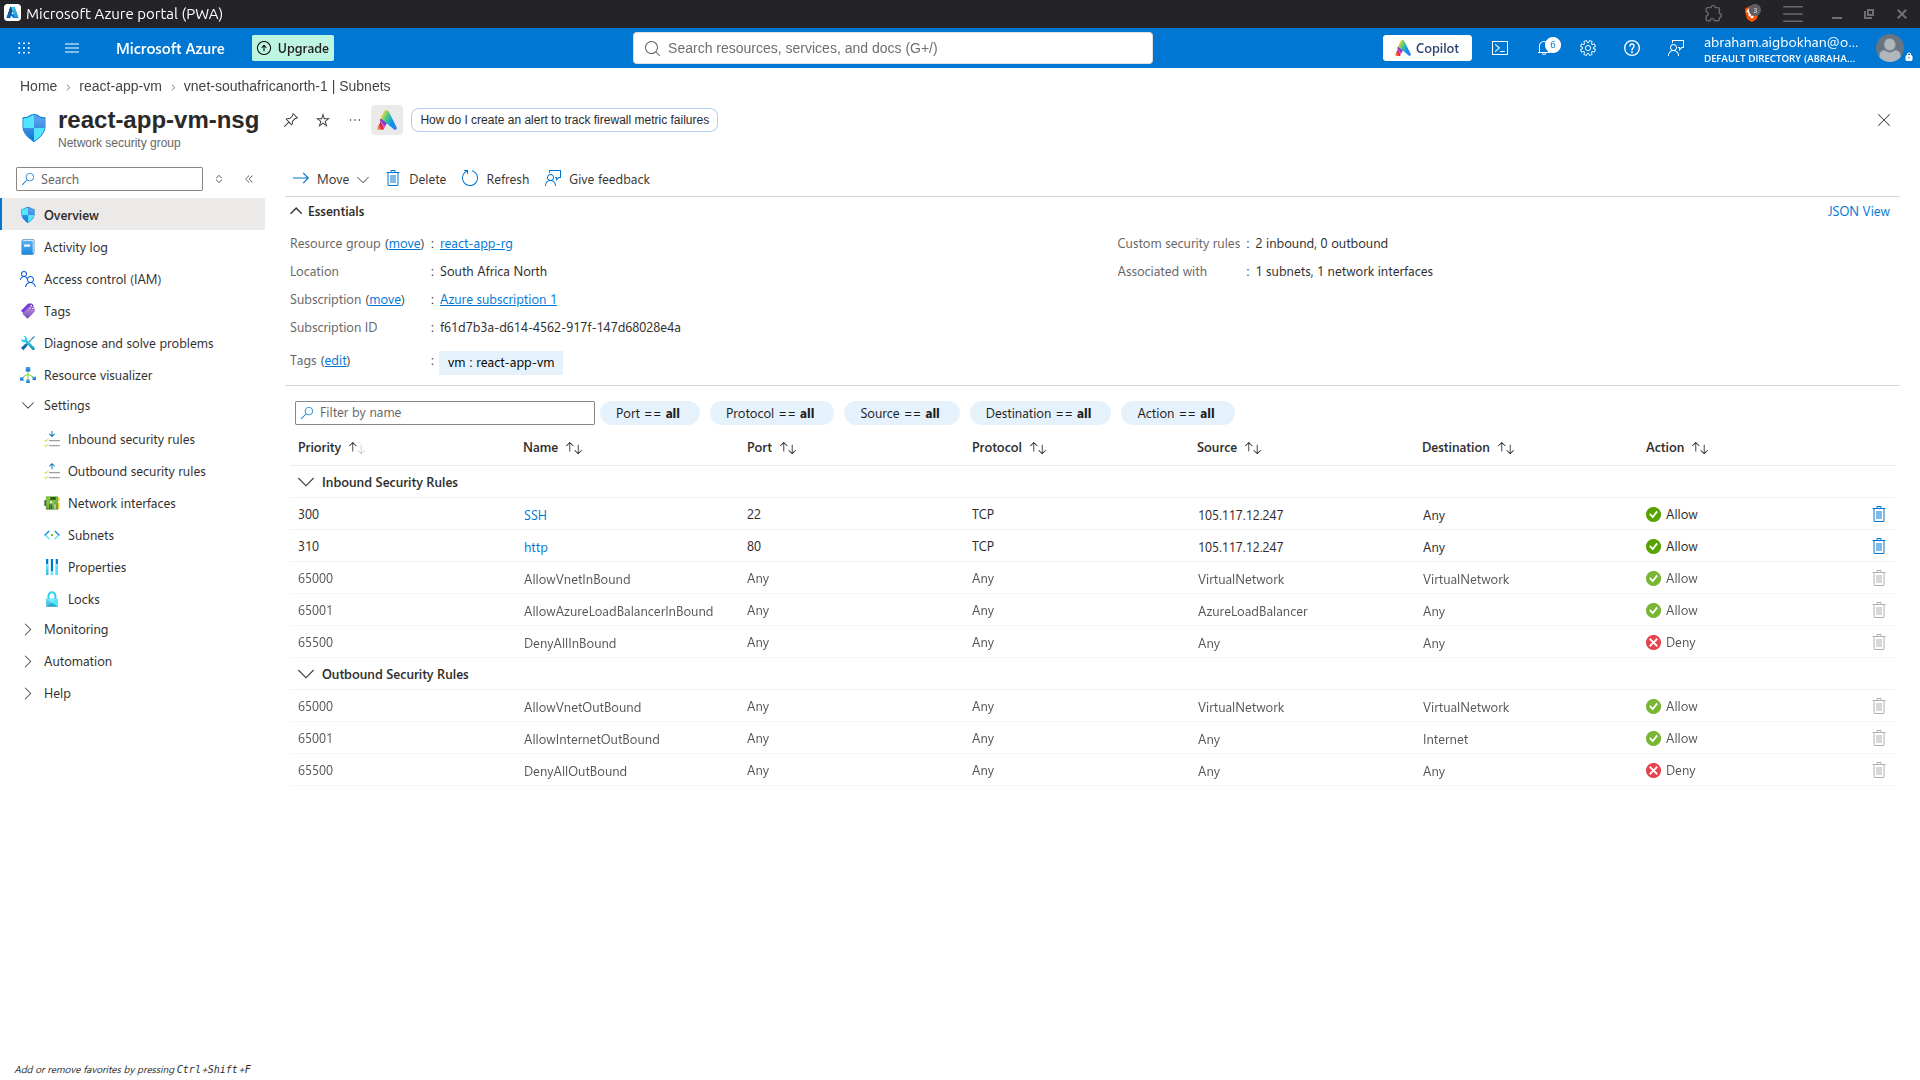 Microsoft Azure portal (PWA)
3
Microsoft Azure
Upgrade
Search resources, services, and docs (G+/)
Copilot
6
abraham.aigbokhan@o...
DEFAULT DIRECTORY (ABRAHA...
Home > react-app-vm > vnet-southafricanorth-1 | Subnets
react-app-vm-nsg
Network security group
How do I create an alert to track firewall metric failures
Search
Overview
Activity log
Access control (IAM)
Tags
Diagnose and solve problems
Resource visualizer
Settings
Inbound security rules
Outbound security rules
Network interfaces
Subnets
Properties
Locks
Monitoring
Automation
Help
Move Delete Refresh Give feedback
Essentials JSON View
Resource group (move) : react-app-rg
Location : South Africa North
Subscription (move) : Azure subscription 1
Subscription ID : f61d7b3a-d614-4562-917f-147d68028e4a
Tags (edit) : vm : react-app-vm
Custom security rules : 2 inbound, 0 outbound
Associated with : 1 subnets, 1 network interfaces
Filter by name Port == all Protocol == all Source == all Destination == all Action == all
Priority Name Port Protocol Source Destination Action
Inbound Security Rules
300 SSH 22 TCP 105.117.12.247 Any Allow
310 http 80 TCP 105.117.12.247 Any Allow
65000 AllowVnetInBound Any Any VirtualNetwork VirtualNetwork Allow
65001 AllowAzureLoadBalancerInBound Any Any AzureLoadBalancer Any Allow
65500 DenyAllInBound Any Any Any Any Deny
Outbound Security Rules
65000 AllowVnetOutBound Any Any VirtualNetwork VirtualNetwork Allow
65001 AllowInternetOutBound Any Any Any Internet Allow
65500 DenyAllOutBound Any Any Any Any Deny
Add or remove favorites by pressing Ctrl+Shift+F